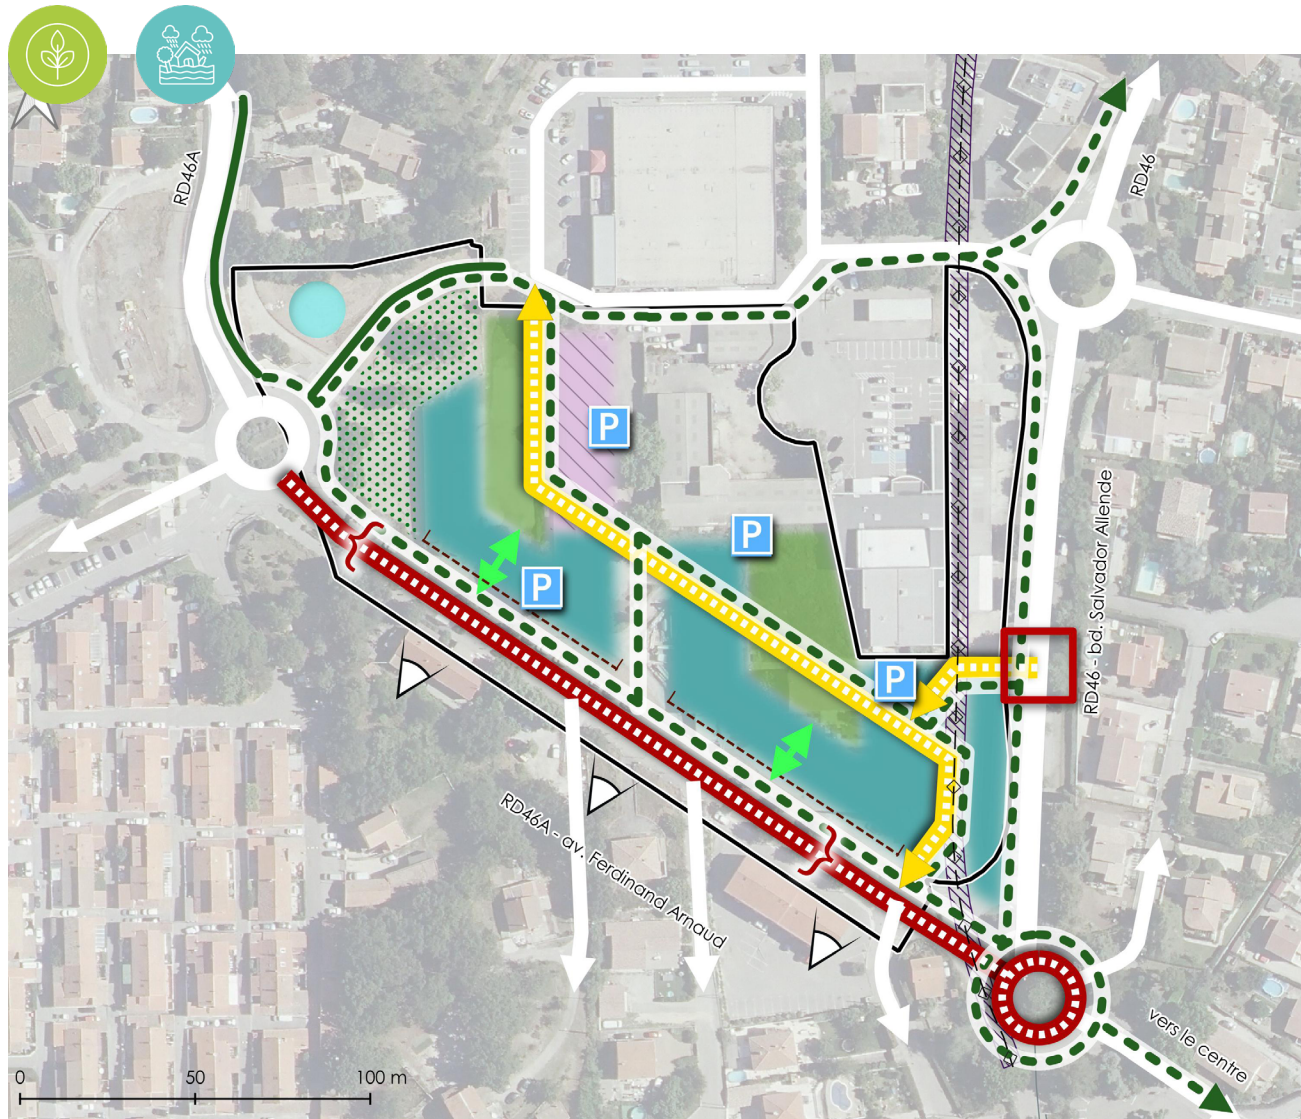 RD46A
RD46
P
P
P
P
RD46 - bd. Salvador Allende
RD46A - av. Ferdinand Arnaud
vers le centre
0 50 100 m